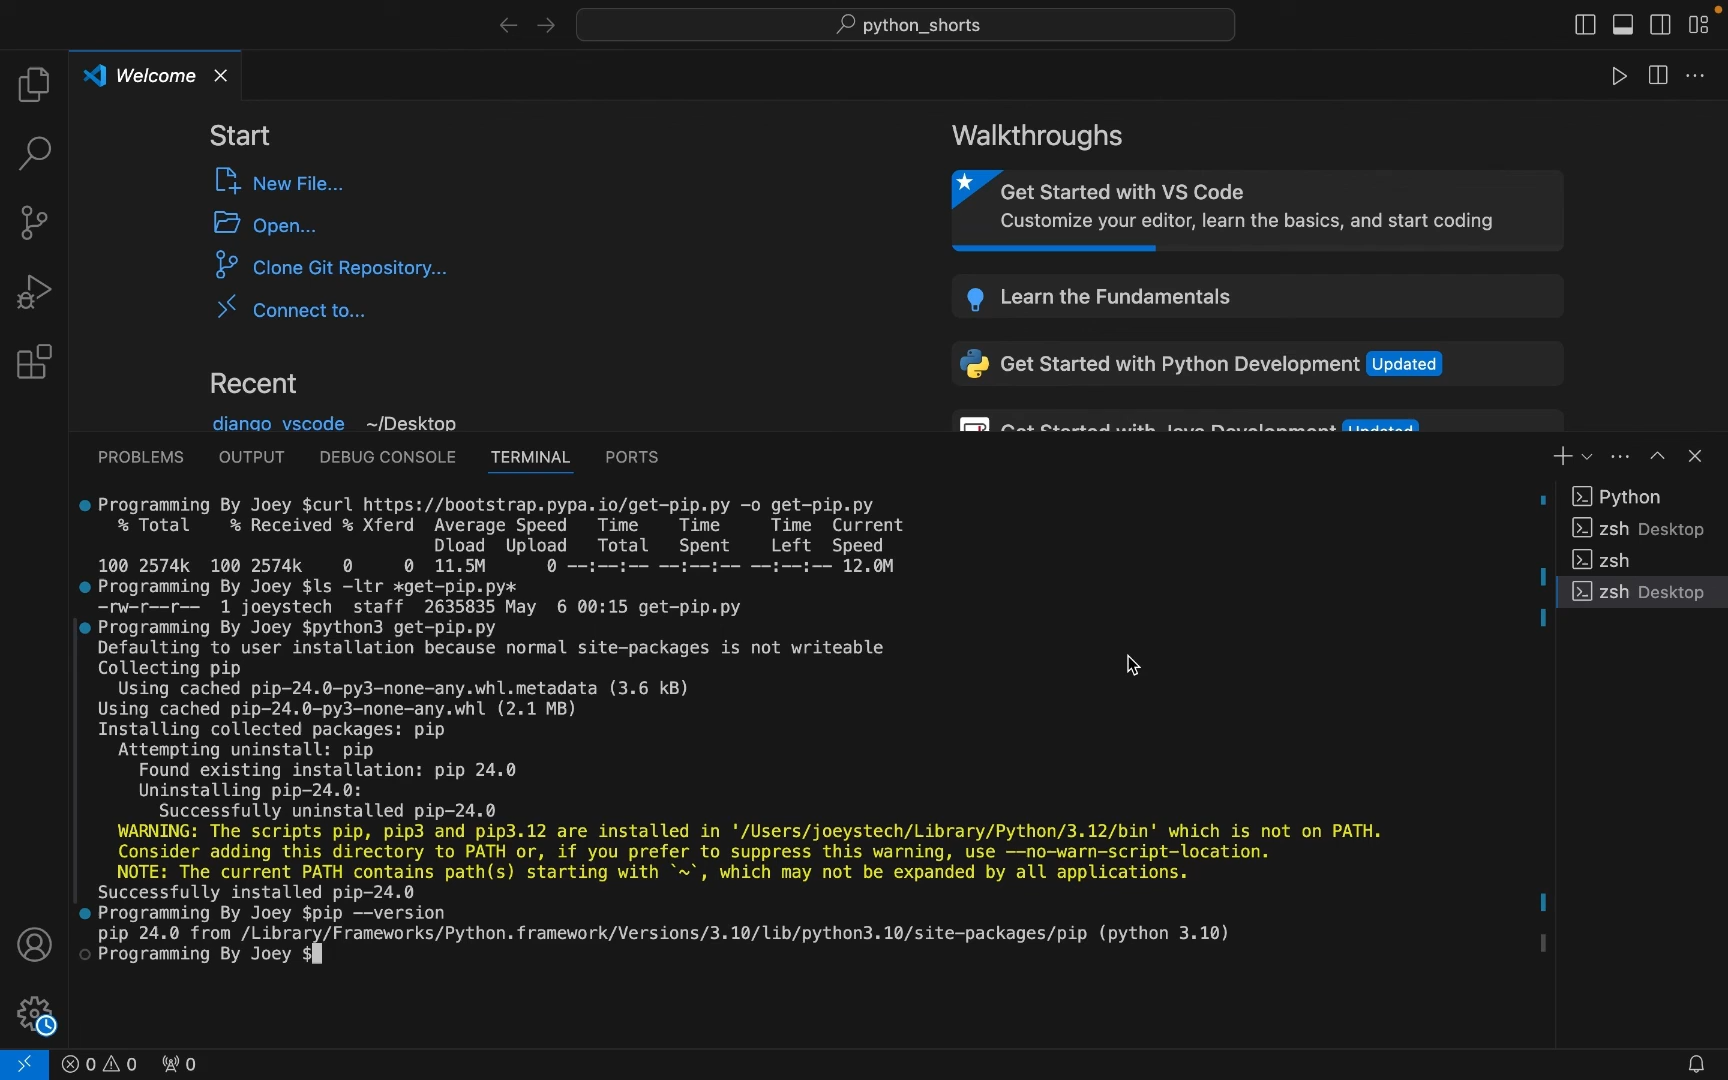 python_shorts
Welcome
Start
New File...
Open...
Clone Git Repository...
Connect to...
Recent
django_vscode ~/Desktop
Walkthroughs
Get Started with VS Code
Customize your editor, learn the basics, and start coding
Learn the Fundamentals
Get Started with Python Development Updated
Get Started with Java Development Updated
PROBLEMS OUTPUT DEBUG CONSOLE TERMINAL PORTS
Programming By Joey $curl https://bootstrap.pypa.io/get-pip.py -o get-pip.py
% Total % Received % Xferd Average Speed Time Time Time Current
Dload Upload Total Spent Left Speed
100 2574k 100 2574k 0 0 11.5M 0 --:--:-- --:--:-- --:--:-- 12.0M
Programming By Joey $ls -ltr *get-pip.py*
-rw-r--r-- 1 joeystech staff 2635835 May 6 00:15 get-pip.py
Programming By Joey $python3 get-pip.py
Defaulting to user installation because normal site-packages is not writeable
Collecting pip
Using cached pip-24.0-py3-none-any.whl.metadata (3.6 kB)
Using cached pip-24.0-py3-none-any.whl (2.1 MB)
Installing collected packages: pip
Attempting uninstall: pip
Found existing installation: pip 24.0
Uninstalling pip-24.0:
Successfully uninstalled pip-24.0
WARNING: The scripts pip, pip3 and pip3.12 are installed in '/Users/joeystech/Library/Python/3.12/bin' which is not on PATH.
Consider adding this directory to PATH or, if you prefer to suppress this warning, use --no-warn-script-location.
NOTE: The current PATH contains path(s) starting with `~`, which may not be expanded by all applications.
Successfully installed pip-24.0
Programming By Joey $pip --version
pip 24.0 from /Library/Frameworks/Python.framework/Versions/3.10/lib/python3.10/site-packages/pip (python 3.10)
Programming By Joey $
Python
zsh Desktop
zsh
zsh Desktop
0 0 0